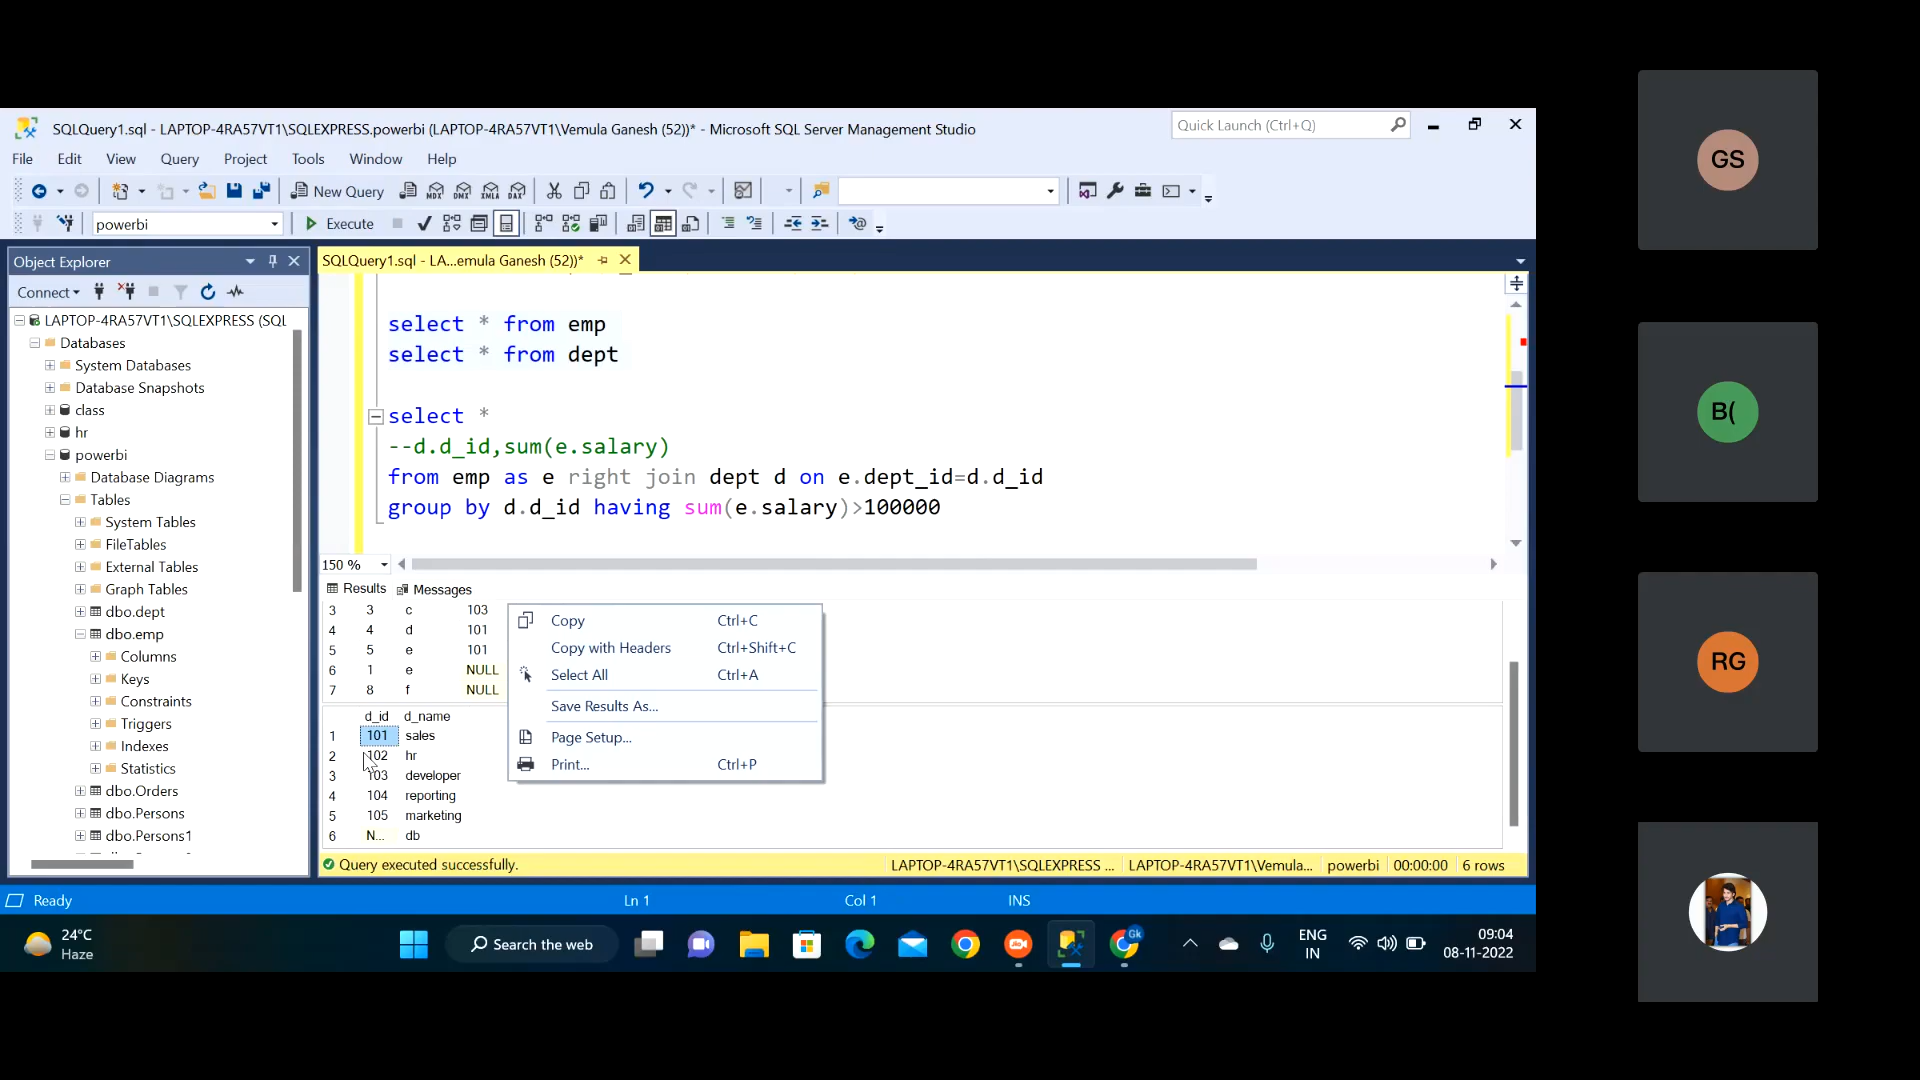 SQLQuery1.sql - LAPTOP-4RA57VT1\SQLEXPRESS.powerbi (LAPTOP-4RA57VT1\Vemula Ganesh (52))* - Microsoft SQL Server Management Studio
Quick Launch (Ctrl+Q)
File Edit View Query Project Tools Window Help
New Query
MDX DMX XMLA DAX
powerbi
Execute
Object Explorer
SQLQuery1.sql - LA...emula Ganesh (52))*
Connect
LAPTOP-4RA57VT1\SQLEXPRESS (SQL
Databases
System Databases
Database Snapshots
class
hr
powerbi
Database Diagrams
Tables
System Tables
FileTables
External Tables
Graph Tables
dbo.dept
dbo.emp
Columns
Keys
Constraints
Triggers
Indexes
Statistics
dbo.Orders
dbo.Persons
dbo.Persons1
select * from emp
select * from dept
select *
--d.d_id,sum(e.salary)
from emp as e right join dept d on e.dept_id=d.d_id
group by d.d_id having sum(e.salary)>100000
150 %
Results Messages
3 3 c 103
4 4 d 101
5 5 e 101
6 1 e NULL
7 8 f NULL
d_id d_name
1 101 sales
2 102 hr
3 103 developer
4 104 reporting
5 105 marketing
6 N... db
Copy Ctrl+C
Copy with Headers Ctrl+Shift+C
Select All Ctrl+A
Save Results As...
Page Setup...
Print... Ctrl+P
Query executed successfully.
LAPTOP-4RA57VT1\SQLEXPRESS ... LAPTOP-4RA57VT1\Vemula... powerbi 00:00:00 6 rows
Ready Ln 1 Col 1 INS
24°C
Haze
Search the web
Jio
Gk
ENG
IN
09:04
08-11-2022
GS
B(
RG